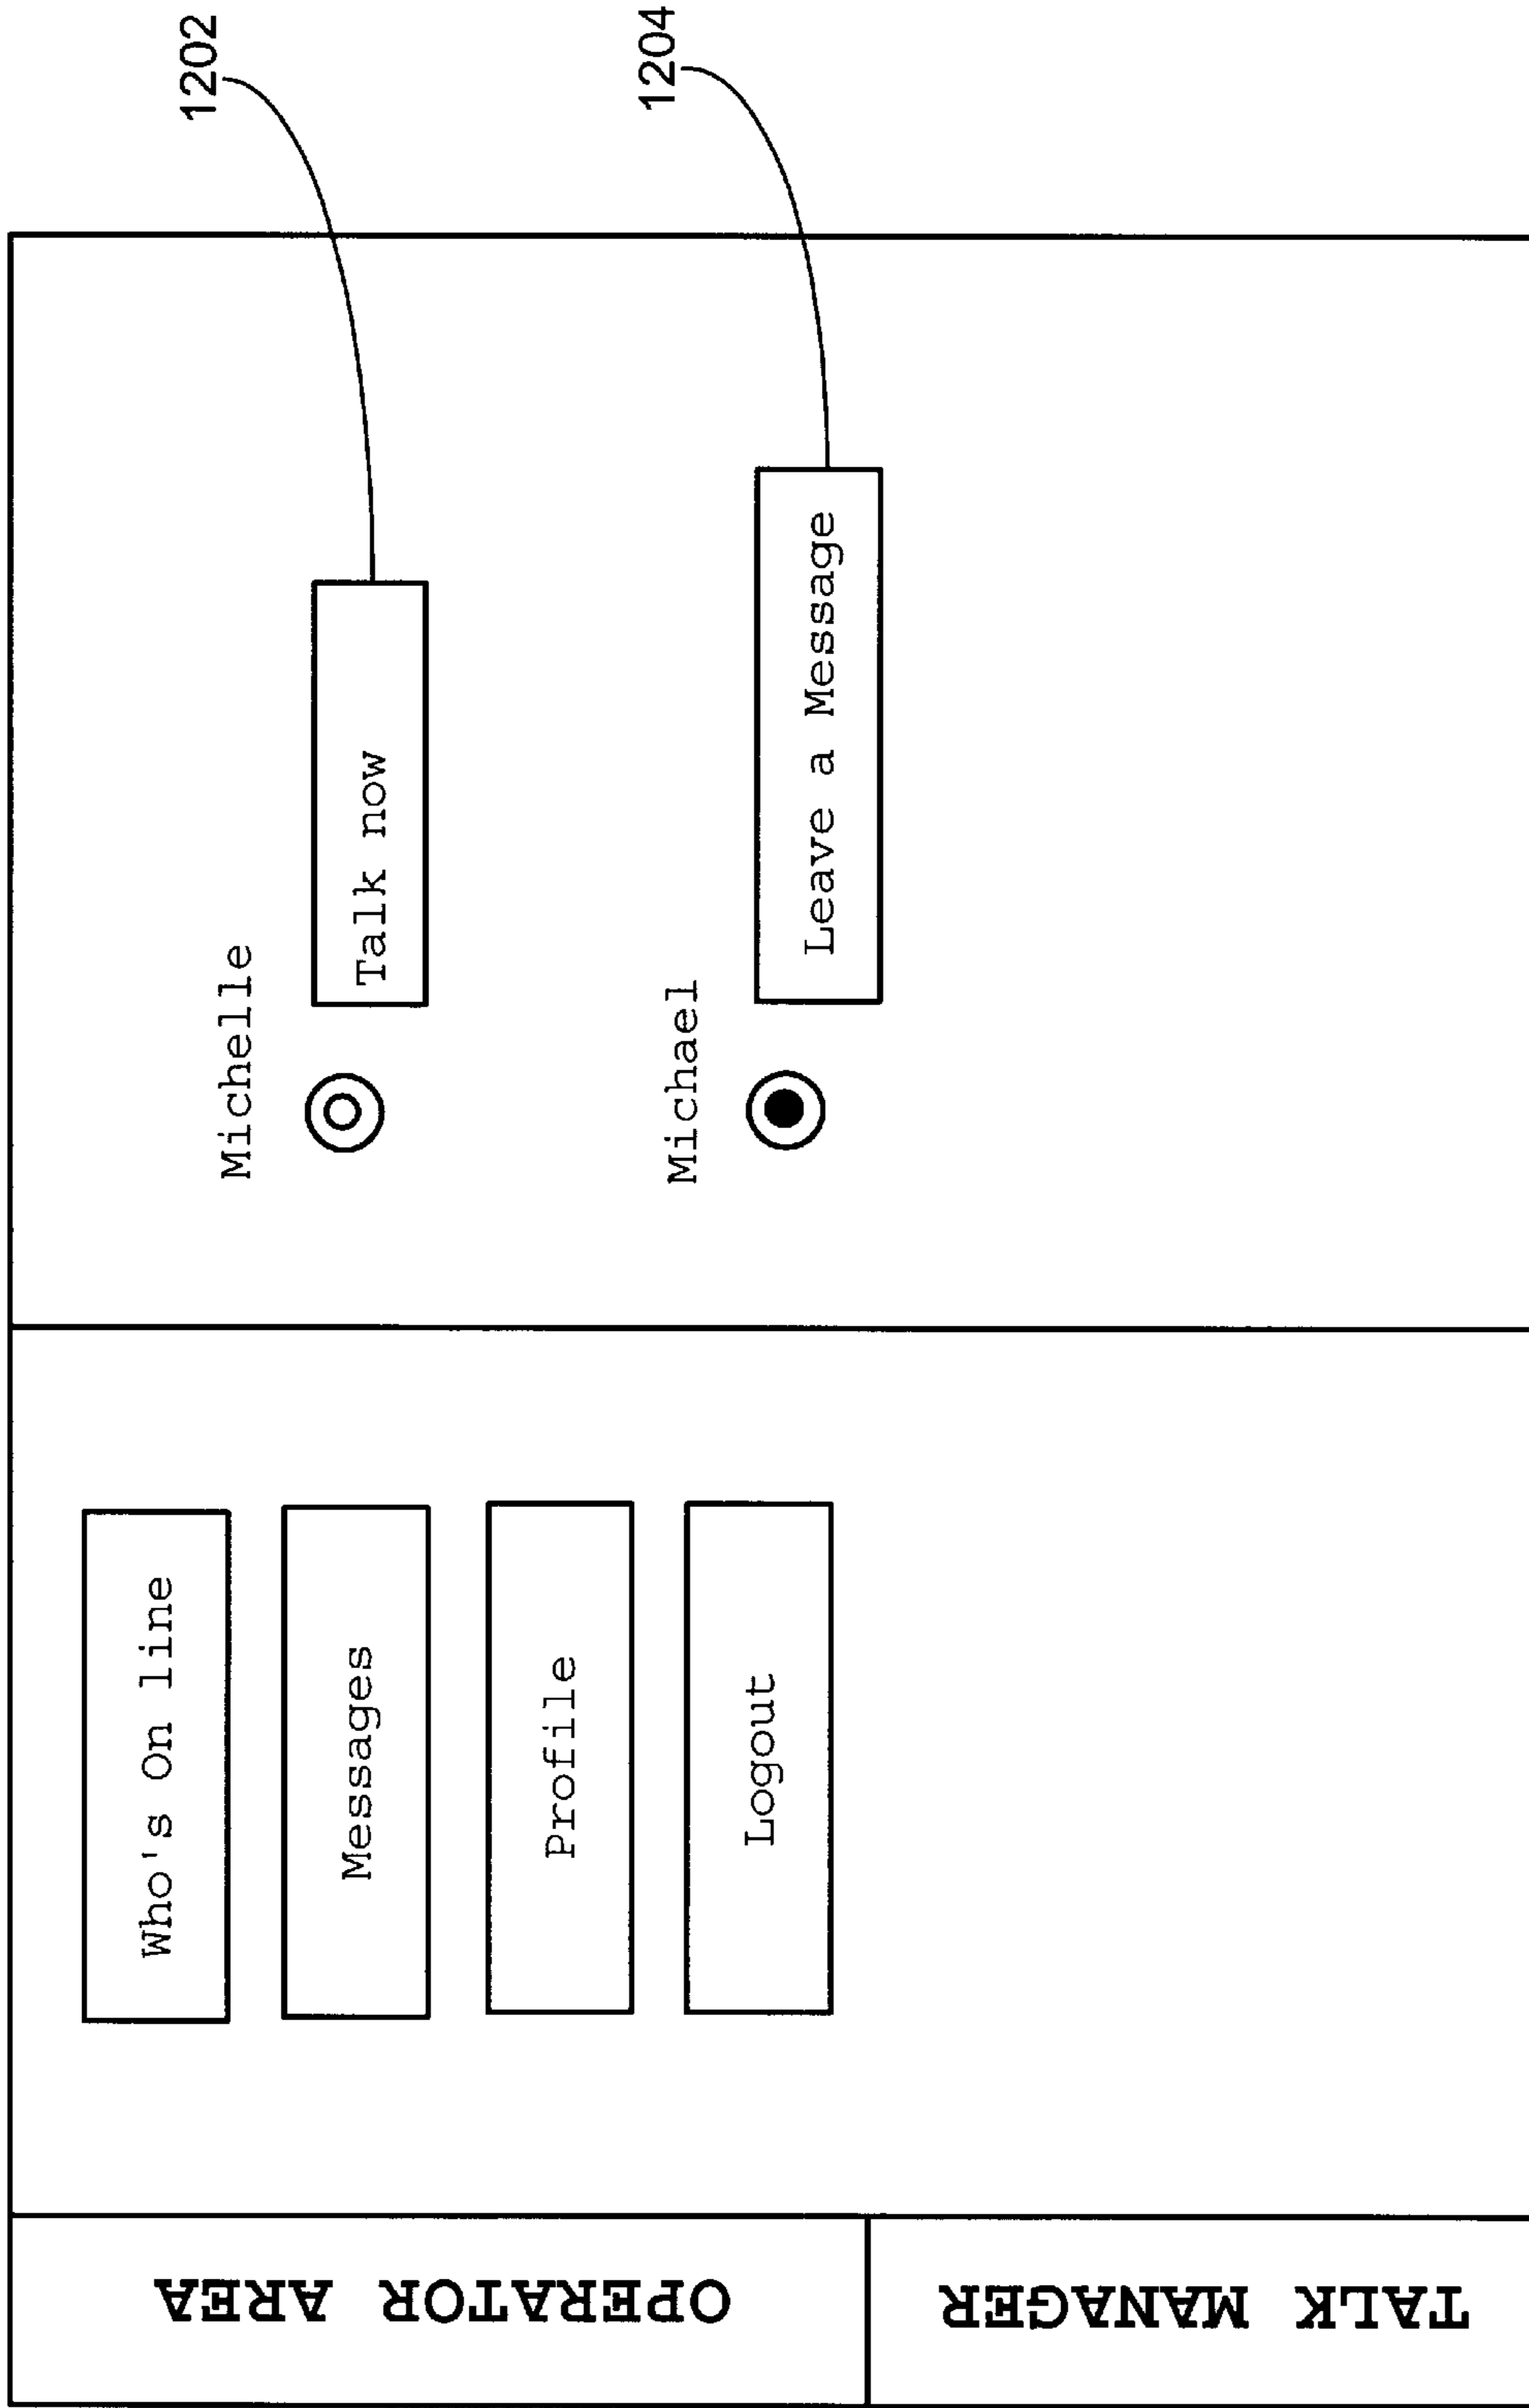 OPERATOR AREA
TALK MANAGER
Who's On line
Messages
Profile
Logout
Michelle
Talk now
1202
Michael
Leave a Message
1204